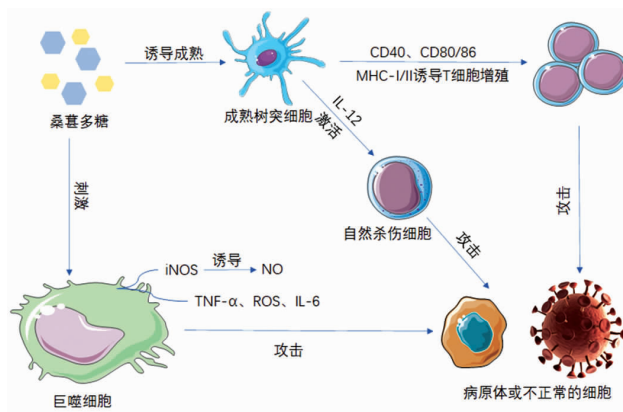 诱导成熟
CD40、CD80/86
MHC-I/II诱导T细胞增殖
桑葚多糖
成熟树突细胞
IL-12
激活
刺激
自然杀伤细胞
攻击
攻击
iNOS
诱导
NO
TNF-α、ROS、IL-6
攻击
巨噬细胞
病原体或不正常的细胞